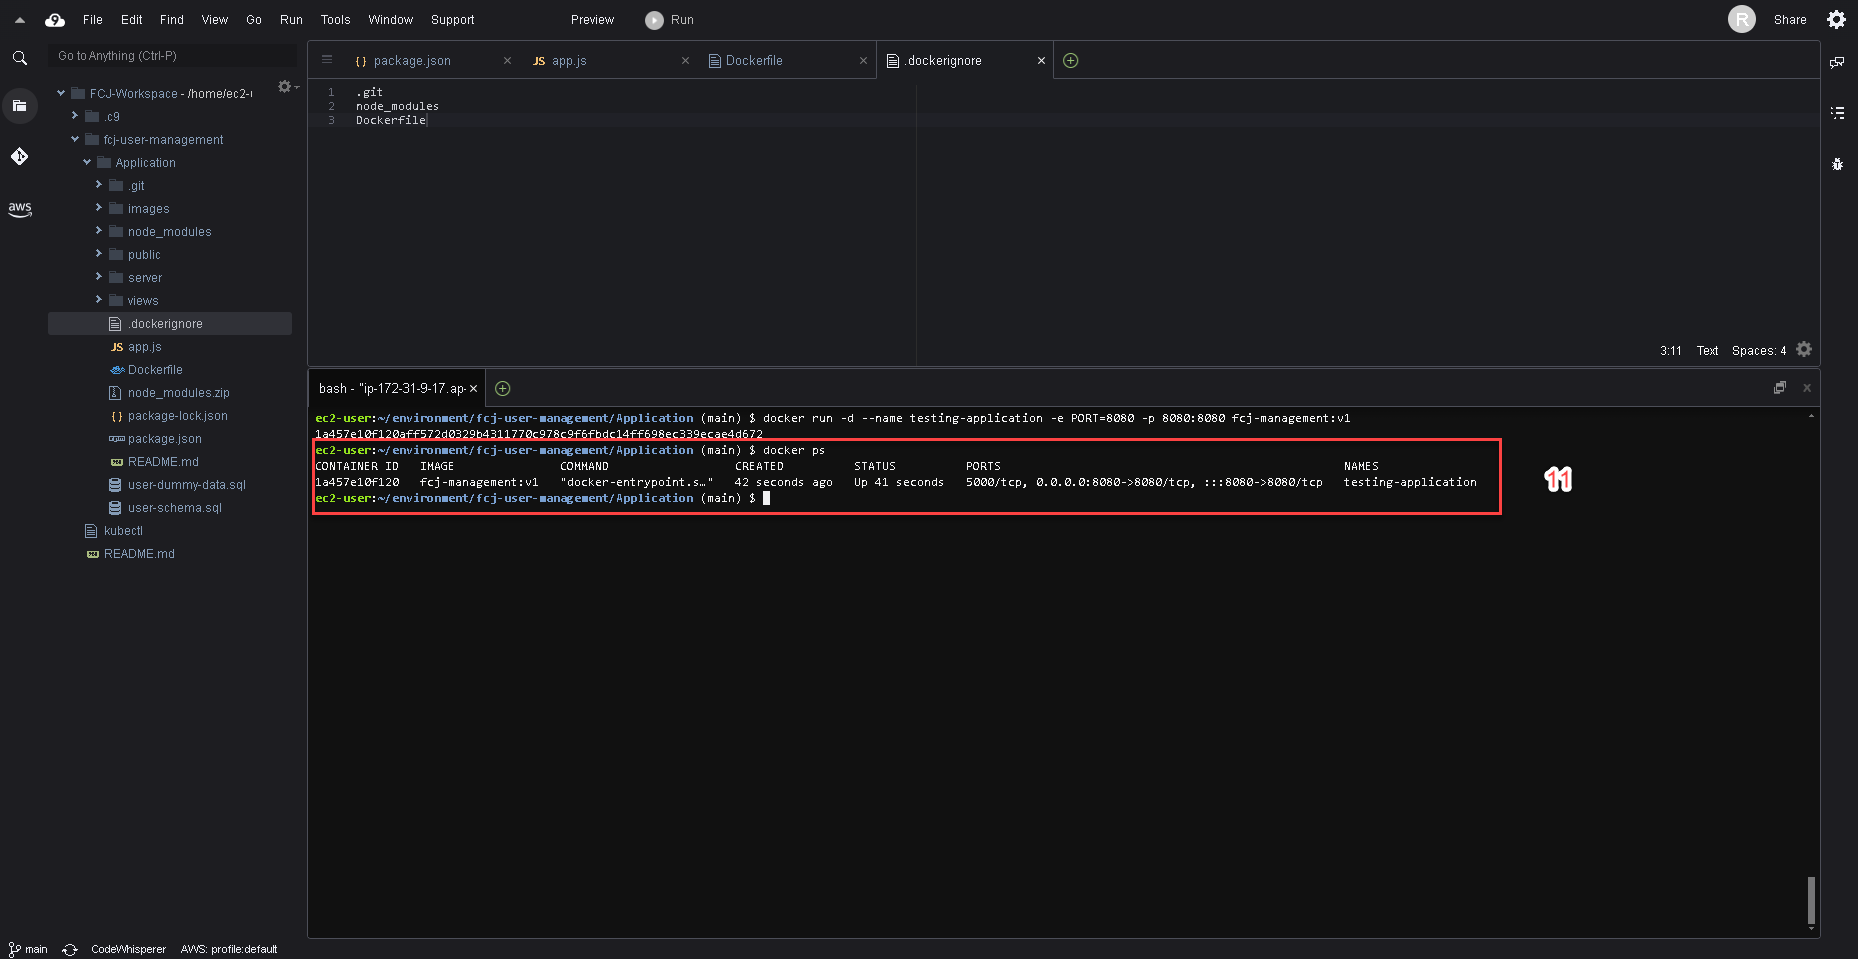 File Edit Find View Go Run Tools Window Support Preview Run R Share
Go to Anything (Ctrl-P)
package.json app.js Dockerfile .dockerignore
FCJ-Workspace - /home/ec2-u
.c9
fcj-user-management
Application
.git
images
node_modules
public
server
views
.dockerignore
JS app.js
Dockerfile
node_modules.zip
package-lock.json
package.json
README.md
user-dummy-data.sql
user-schema.sql
kubectl
README.md
aws
1 .git
2 node_modules
3 Dockerfile
3:11 Text Spaces: 4
bash - "ip-172-31-9-17.ap-
ec2-user:~/environment/fcj-user-management/Application (main) $ docker run -d --name testing-application -e PORT=8080 -p 8080:8080 fcj-management:v1
1a457e10f120aff572d0329b4311770c978c9f6fbdc14ff698ec339ecae4d672
ec2-user:~/environment/fcj-user-management/Application (main) $ docker ps
CONTAINER ID IMAGE COMMAND CREATED STATUS PORTS NAMES
1a457e10f120 fcj-management:v1 "docker-entrypoint.s…" 42 seconds ago Up 41 seconds 5000/tcp, 0.0.0.0:8080->8080/tcp, :::8080->8080/tcp testing-application
ec2-user:~/environment/fcj-user-management/Application (main) $
11
main CodeWhisperer AWS: profile:default